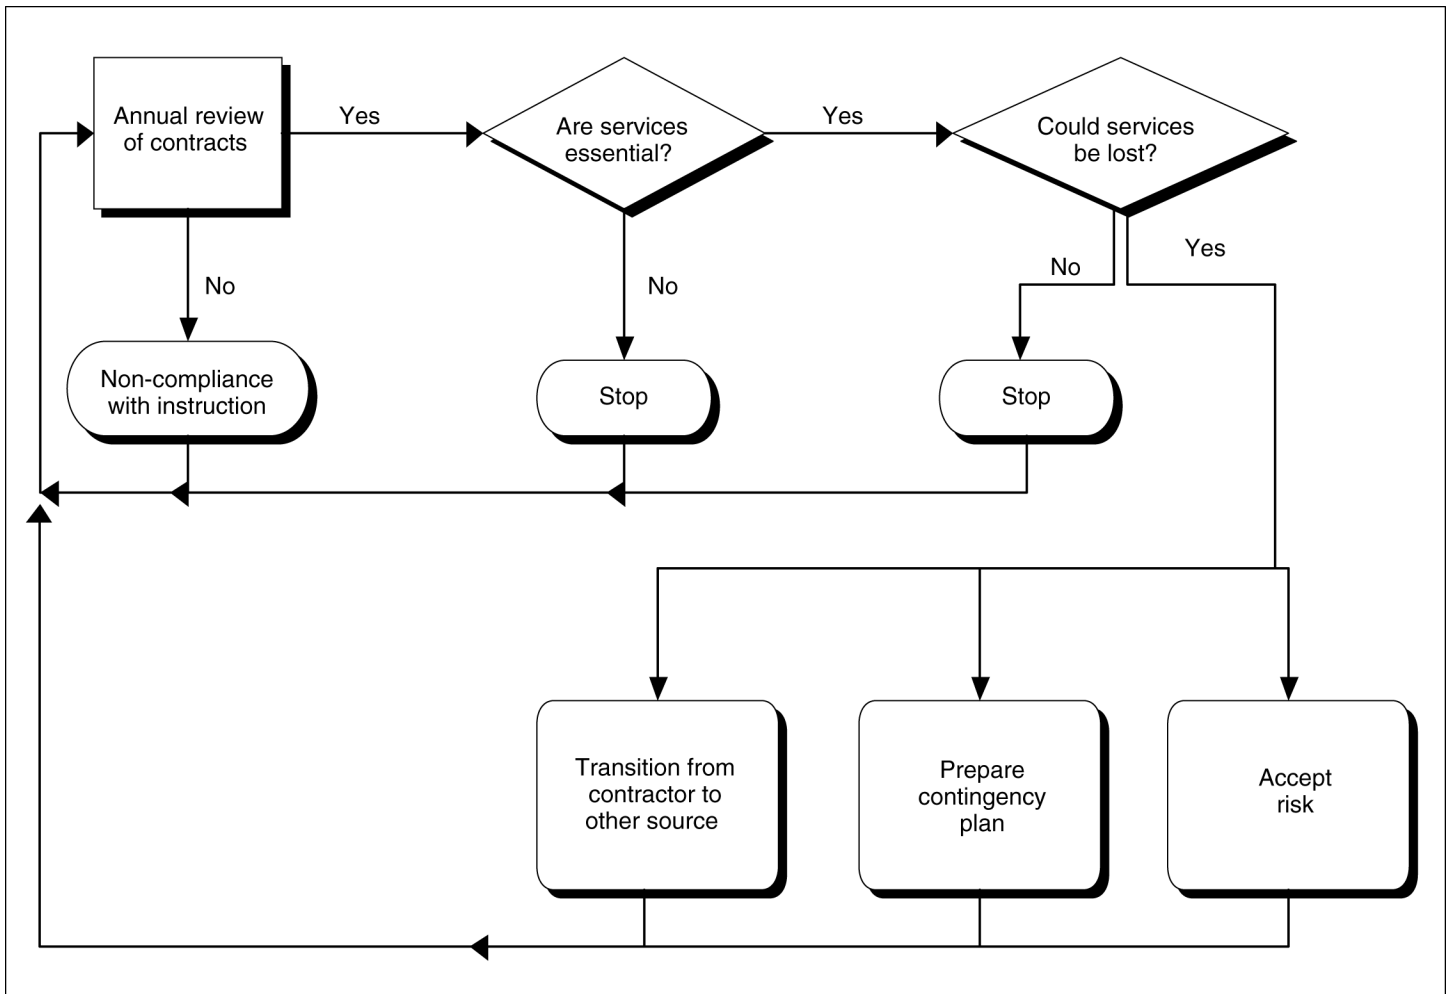 Annual review
of contracts
Yes
Are services
essential?
Yes
Could services
be lost?
No
No
No
Yes
Non-compliance
with instruction
Stop
Stop
Transition from
contractor to
other source
Prepare
contingency
plan
Accept
risk